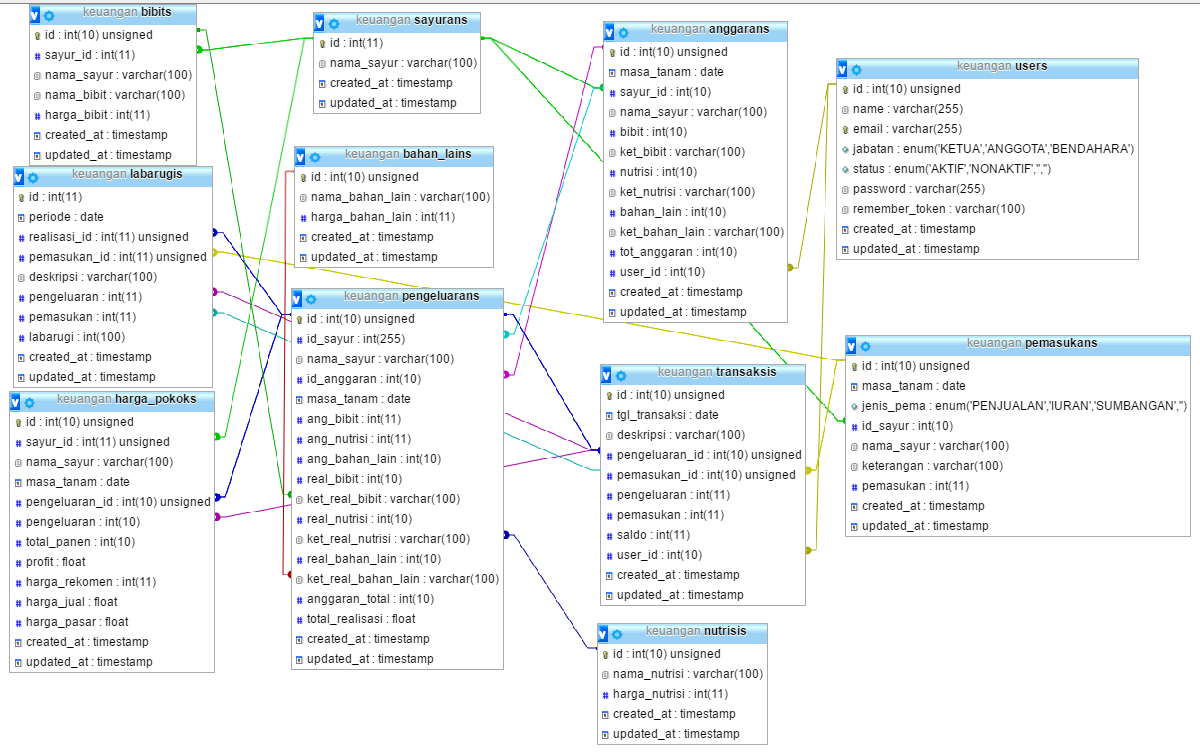 keuangan bibits
id : int(10) unsigned
sayur_id : int(11)
nama_sayur : varchar(100)
nama_bibit : varchar(100)
harga_bibit : int(11)
created_at : timestamp
updated_at : timestamp
keuangan sayurans
id : int(11)
nama_sayur : varchar(100)
created_at : timestamp
updated_at : timestamp
keuangan anggarans
id : int(10) unsigned
masa_tanam : date
sayur_id : int(10)
nama_sayur : varchar(100)
bibit : int(10)
ket_bibit : varchar(100)
nutrisi : int(10)
ket_nutrisi : varchar(100)
bahan_lain : int(10)
ket_bahan_lain : varchar(100)
tot_anggaran : int(10)
user_id : int(10)
created_at : timestamp
updated_at : timestamp
keuangan users
id : int(10) unsigned
name : varchar(255)
email : varchar(255)
jabatan : enum('KETUA','ANGGOTA','BENDAHARA')
status : enum('AKTIF','NONAKTIF','','')
password : varchar(255)
remember_token : varchar(100)
created_at : timestamp
updated_at : timestamp
keuangan bahan_lains
id : int(10) unsigned
nama_bahan_lain : varchar(100)
harga_bahan_lain : int(11)
created_at : timestamp
updated_at : timestamp
keuangan labarugis
id : int(11)
periode : date
realisasi_id : int(11) unsigned
pemasukan_id : int(11) unsigned
deskripsi : varchar(100)
pengeluaran : int(11)
pemasukan : int(11)
labarugi : int(100)
created_at : timestamp
updated_at : timestamp
keuangan pengeluarans
id : int(10) unsigned
id_sayur : int(255)
nama_sayur : varchar(100)
id_anggaran : int(10)
masa_tanam : date
ang_bibit : int(11)
ang_nutrisi : int(11)
ang_bahan_lain : int(10)
real_bibit : int(10)
ket_real_bibit : varchar(100)
real_nutrisi : int(10)
ket_real_nutrisi : varchar(100)
real_bahan_lain : int(10)
ket_real_bahan_lain : varchar(100)
anggaran_total : int(10)
total_realisasi : float
created_at : timestamp
updated_at : timestamp
keuangan pemasukans
id : int(10) unsigned
masa_tanam : date
jenis_pema : enum('PENJUALAN','IURAN','SUMBANGAN','')
id_sayur : int(10)
nama_sayur : varchar(100)
keterangan : varchar(100)
pemasukan : int(11)
created_at : timestamp
updated_at : timestamp
keuangan transaksis
id : int(10) unsigned
tgl_transaksi : date
deskripsi : varchar(100)
pengeluaran_id : int(10) unsigned
pemasukan_id : int(10) unsigned
pengeluaran : int(11)
pemasukan : int(11)
saldo : int(11)
user_id : int(10)
created_at : timestamp
updated_at : timestamp
keuangan harga_pokoks
id : int(10) unsigned
sayur_id : int(11) unsigned
nama_sayur : varchar(100)
masa_tanam : date
pengeluaran_id : int(10) unsigned
pengeluaran : int(10)
total_panen : int(10)
profit : float
harga_rekomen : int(11)
harga_jual : float
harga_pasar : float
created_at : timestamp
updated_at : timestamp
keuangan nutrisis
id : int(10) unsigned
nama_nutrisi : varchar(100)
harga_nutrisi : int(11)
created_at : timestamp
updated_at : timestamp